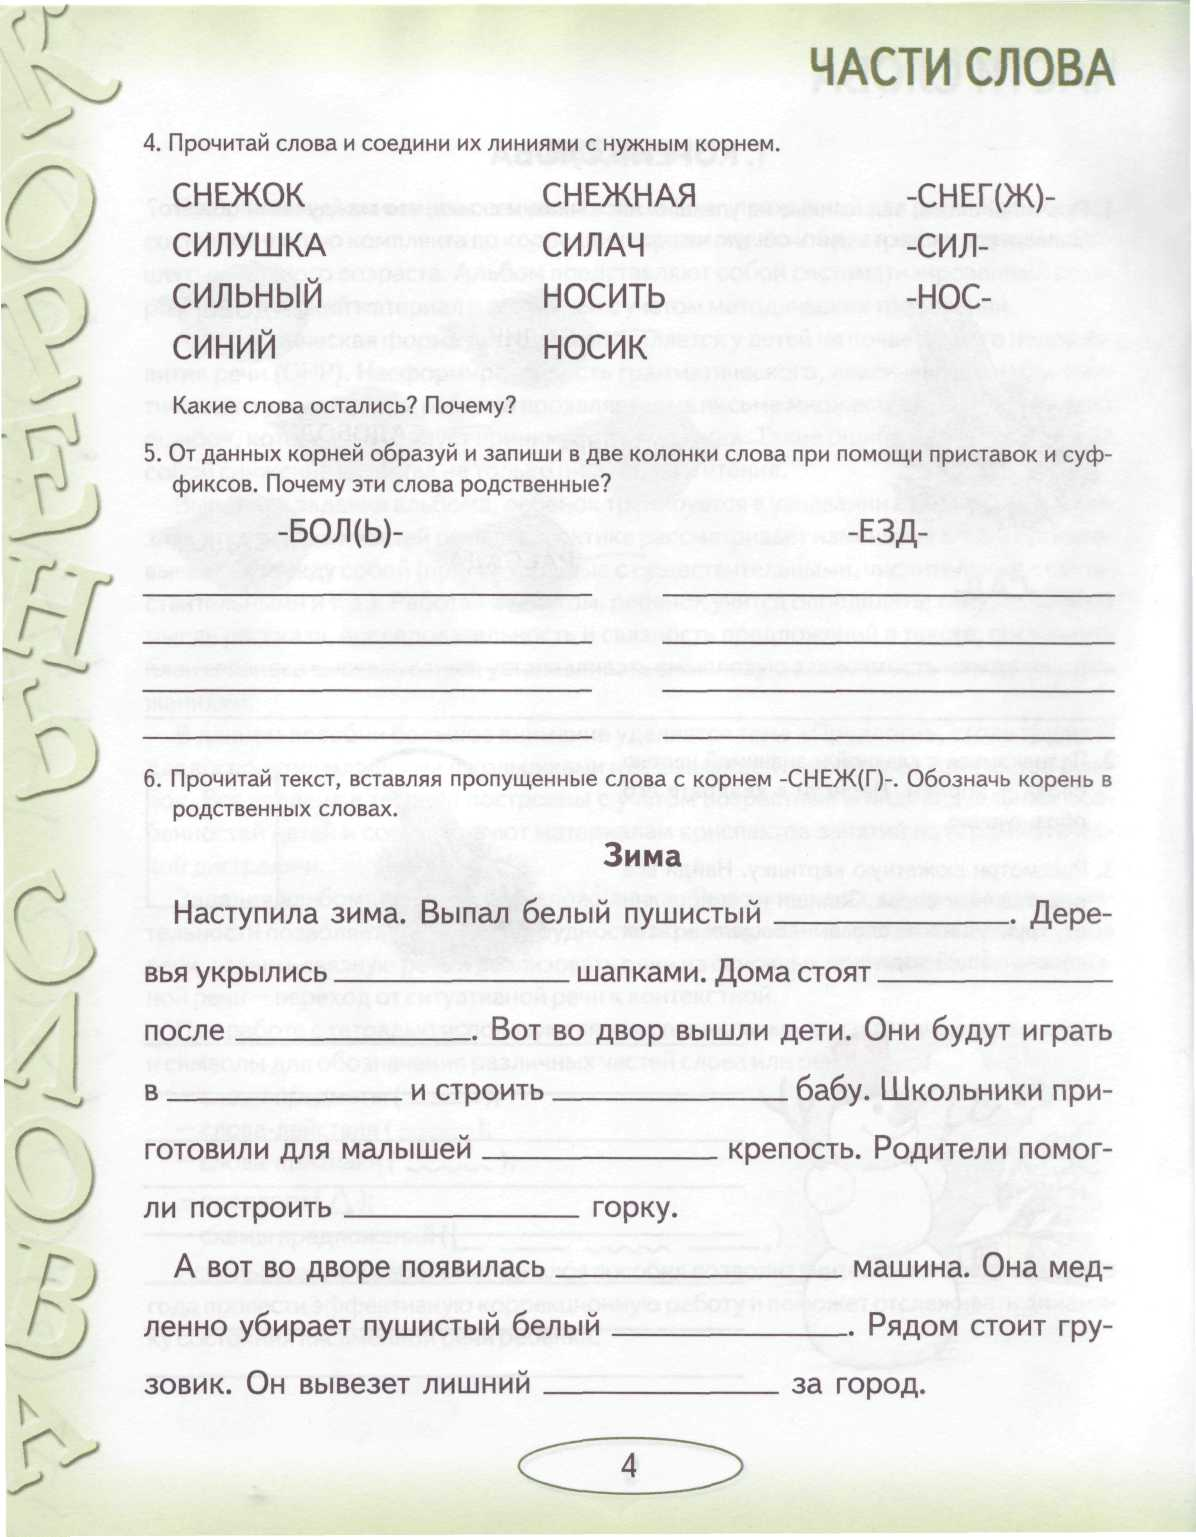 КОРЕНЬ СЛОВА
ЧАСТИ СЛОВА
4. Прочитай слова и соедини их линиями с нужным корнем.
СНЕЖОК СНЕЖНАЯ -СНЕГ(Ж)-
СИЛУШКА СИЛАЧ -СИЛ-
СИЛЬНЫЙ НОСИТЬ -НОС-
СИНИЙ НОСИК
Какие слова остались? Почему?
5. От данных корней образуй и запиши в две колонки слова при помощи приставок и суф-
фиксов. Почему эти слова родственные?
-БОЛ(Ь)- -ЕЗД-
6. Прочитай текст, вставляя пропущенные слова с корнем -СНЕЖ(Г)-. Обозначь корень в
родственных словах.
Зима
Наступила зима. Выпал белый пушистый ____________. Дере-
вья укрылись ____________ шапками. Дома стоят ____________
после ____________. Вот во двор вышли дети. Они будут играть
в ____________ и строить ____________ бабу. Школьники при-
готовили для малышей ____________ крепость. Родители помог-
ли построить ____________ горку.
А вот во дворе появилась ____________ машина. Она мед-
ленно убирает пушистый белый ____________. Рядом стоит гру-
зовик. Он вывезет лишний ____________ за город.
4